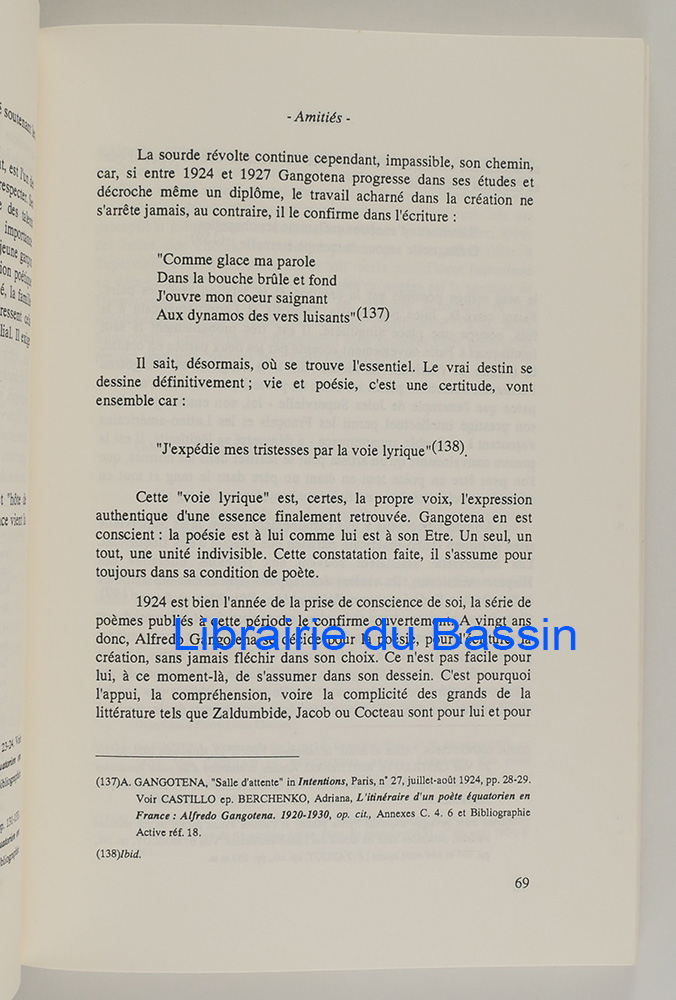 - Amitiés -
La sourde révolte continue cependant, impassible, son chemin,
car, si entre 1924 et 1927 Gangotena progresse dans ses études et
décroche même un diplôme, le travail acharné dans la création ne
s'arrête jamais, au contraire, il le confirme dans l'écriture :
"Comme glace ma parole
Dans la bouche brûle et fond
J'ouvre mon coeur saignant
Aux dynamos des vers luisants"(137)
Il sait, désormais, où se trouve l'essentiel. Le vrai destin se
dessine définitivement ; vie et poésie, c'est une certitude, vont
ensemble car :
"J'expédie mes tristesses par la voie lyrique"(138).
Cette "voie lyrique" est, certes, la propre voix, l'expression
authentique d'une essence finalement retrouvée. Gangotena en est
conscient : la poésie est à lui comme lui est à son Etre. Un seul, un
tout, une unité indivisible. Cette constatation faite, il s'assume pour
toujours dans sa condition de poète.
1924 est bien l'année de la prise de conscience de soi, la série de
poèmes publiés à cette période le confirme ouvertement. A vingt ans
donc, Alfredo Gangotena se décide pour la poésie, pour l'écriture, la
création, sans jamais fléchir dans son choix. Ce n'est pas facile pour
lui, à ce moment-là, de s'assumer dans son dessein. C'est pourquoi
l'appui, la compréhension, voire la complicité des grands de la
littérature tels que Zaldumbide, Jacob ou Cocteau sont pour lui et pour
(137)A. GANGOTENA, "Salle d'attente" in Intentions, Paris, n° 27, juillet-août 1924, pp. 28-29.
Voir CASTILLO ep. BERCHENKO, Adriana, L'itinéraire d'un poète équatorien en
France : Alfredo Gangotena. 1920-1930, op. cit., Annexes C. 4. 6 et Bibliographie
Active réf. 18.
(138)Ibid.
69
Librairie du Bassin